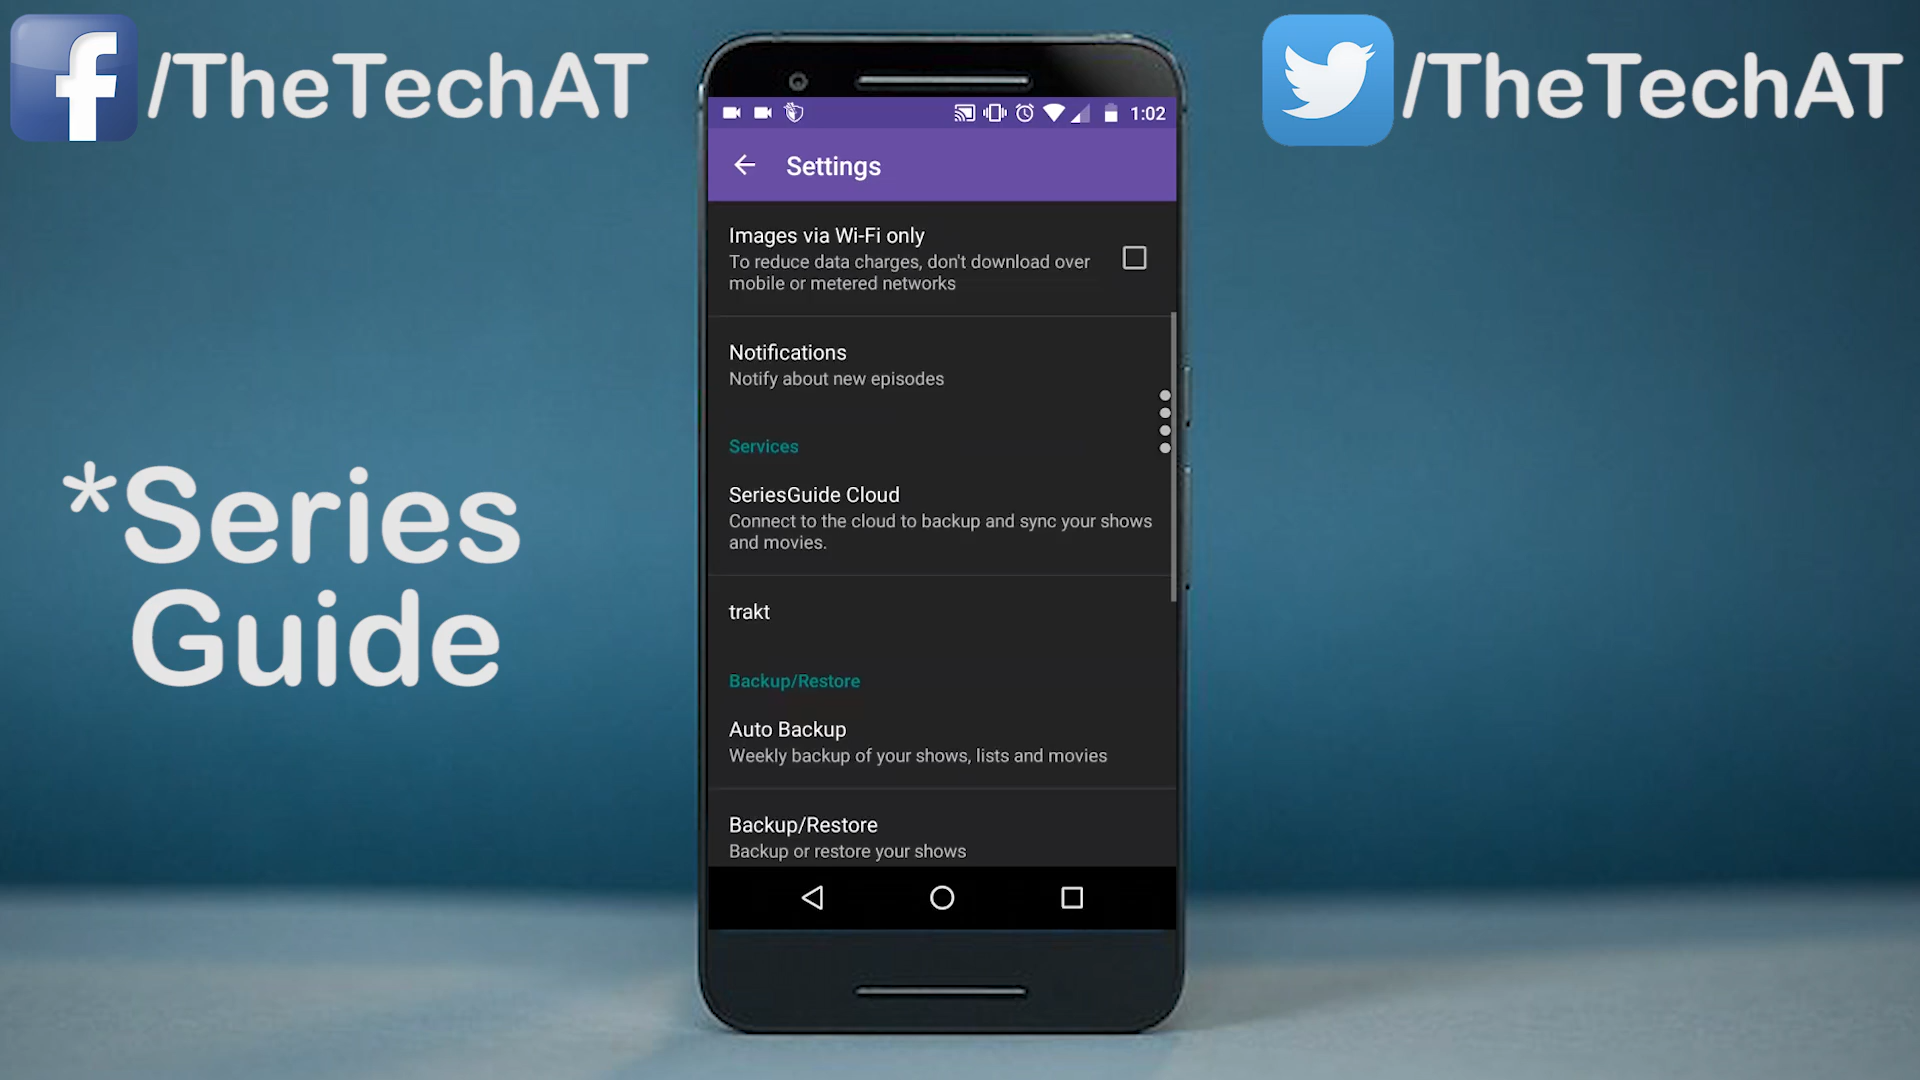 /TheTechAT
/TheTechAT
1:02
Settings
Images via Wi-Fi only
To reduce data charges, don't download over
mobile or metered networks
Notifications
Notify about new episodes
Services
SeriesGuide Cloud
Connect to the cloud to backup and sync your shows
and movies.
trakt
Backup/Restore
Auto Backup
Weekly backup of your shows, lists and movies
Backup/Restore
Backup or restore your shows
*Series
Guide